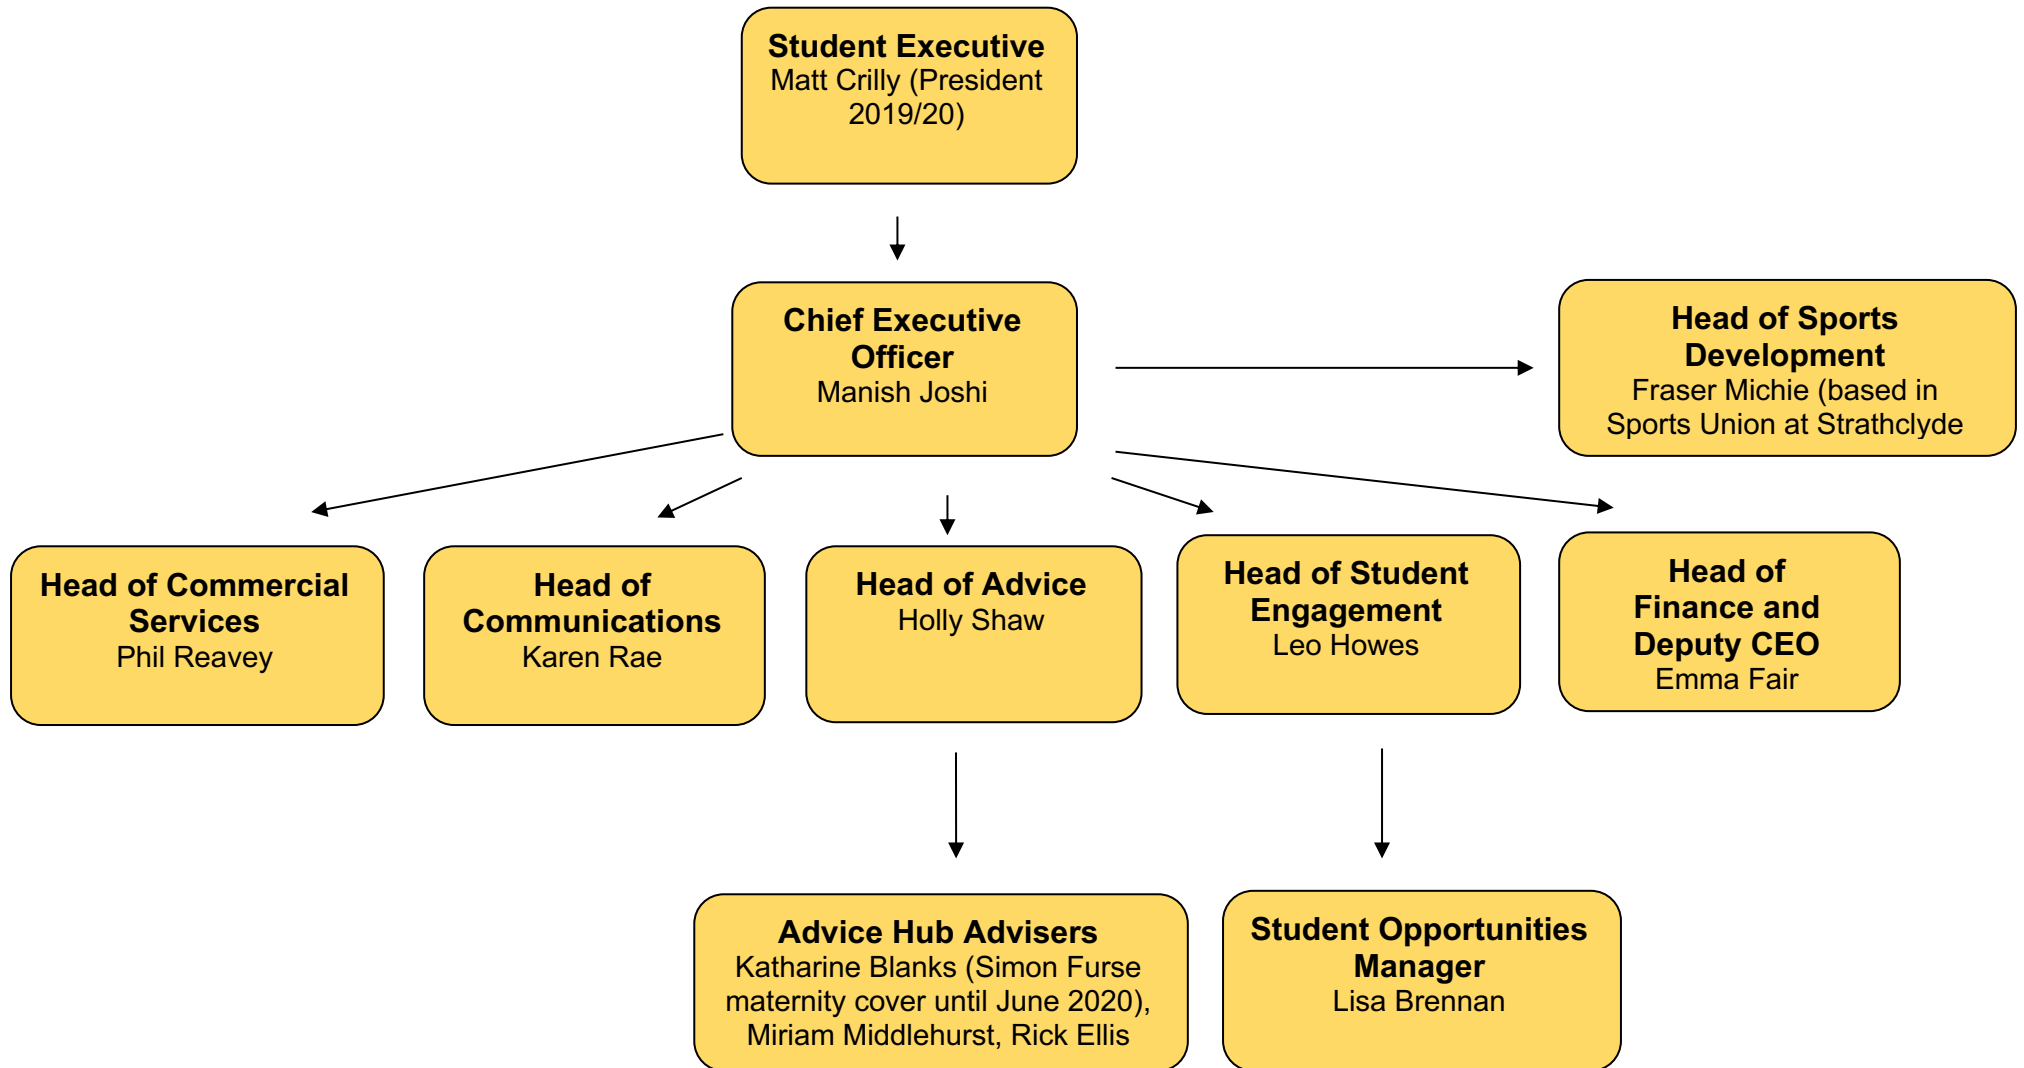 Student Executive
Matt Crilly (President
2019/20)
Chief Executive
Officer
Manish Joshi
Head of Sports
Development
Fraser Michie (based in
Sports Union at Strathclyde
Head of Commercial
Services
Phil Reavey
Head of
Communications
Karen Rae
Head of Advice
Holly Shaw
Head of Student
Engagement
Leo Howes
Head of
Finance and
Deputy CEO
Emma Fair
Advice Hub Advisers
Katharine Blanks (Simon Furse
maternity cover until June 2020),
Miriam Middlehurst, Rick Ellis
Student Opportunities
Manager
Lisa Brennan